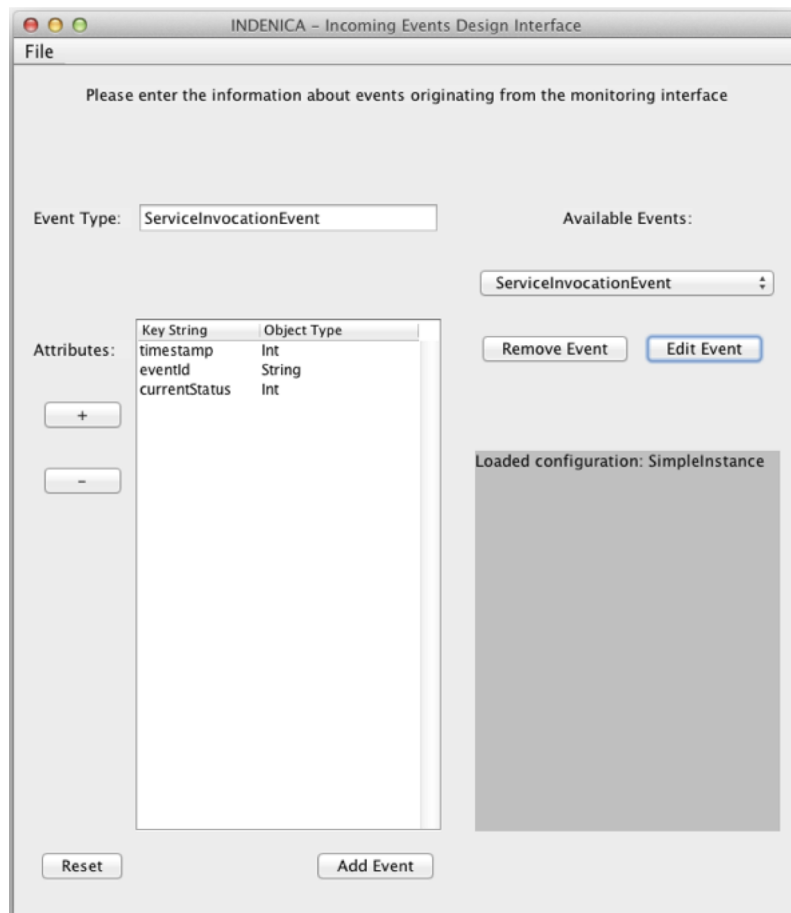 INDENICA – Incoming Events Design Interface
File
Please enter the information about events originating from the monitoring interface
Event Type:
ServiceInvocationEvent
Available Events:
ServiceInvocationEvent
Attributes:
Key String Object Type
timestamp Int
eventId String
currentStatus Int
Remove Event
Edit Event
+
-
Loaded configuration: SimpleInstance
Reset
Add Event